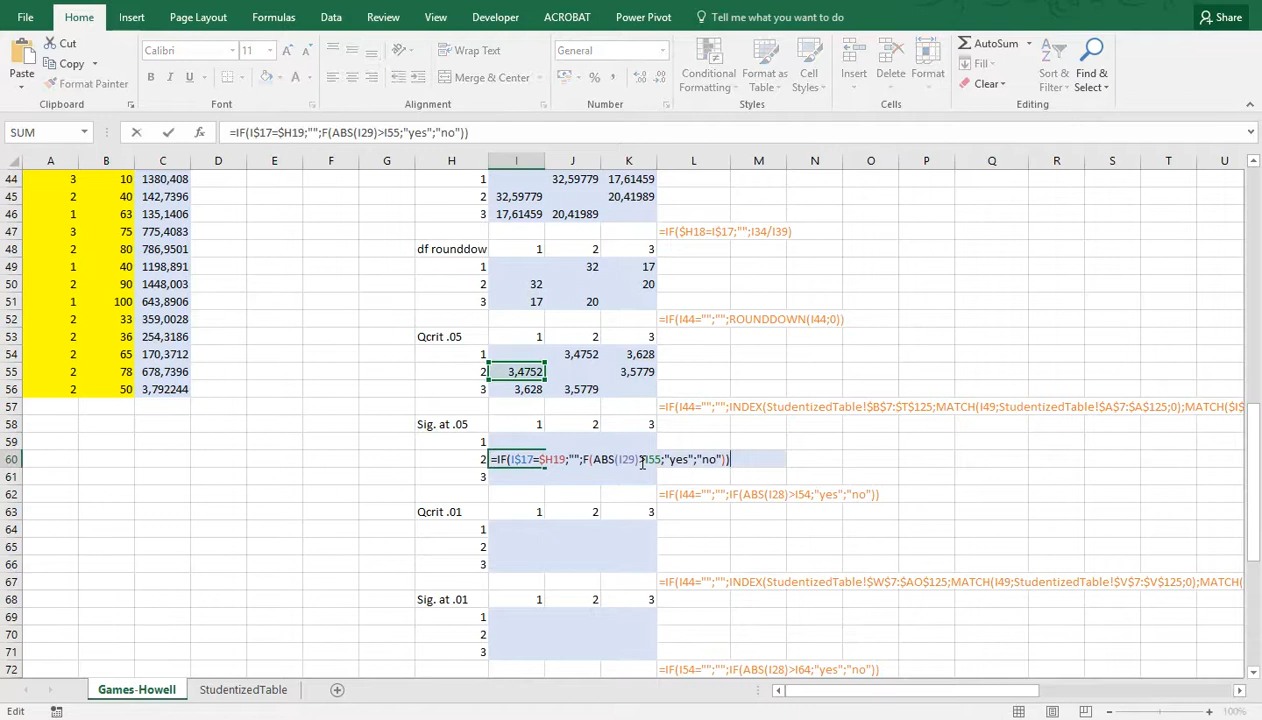 File Home Insert Page Layout Formulas Data Review View Developer ACROBAT Power Pivot Tell me what you want to do Share
Cut
Copy
Format Painter
Paste
Clipboard
Calibri 11
B I U
Font
Wrap Text
Merge & Center
Alignment
General
Number
Conditional Formatting
Format as Table
Cell Styles
Styles
Insert
Delete
Format
Cells
AutoSum
Fill
Clear
Sort & Filter
Find & Select
Editing
SUM =IF(I$17=$H19;"";F(ABS(I29)>I55;"yes";"no"))
A B C D E F G H I J K L M N O P Q R S T U
44 3 10 1380,408 1 32,59779 17,61459
45 2 40 142,7396 2 32,59779 20,41989
46 1 63 135,1406 3 17,61459 20,41989
47 3 75 775,4083 =IF($H18=I$17;"";I34/I39)
48 2 80 786,9501 df rounddow 1 2 3
49 1 40 1198,891 1 32 17
50 2 90 1448,003 2 32 20
51 1 100 643,8906 3 17 20
52 2 33 359,0028 =IF(I44="";"";ROUNDDOWN(I44;0))
53 2 36 254,3186 Qcrit .05 1 2 3
54 2 65 170,3712 1 3,4752 3,628
55 2 78 678,7396 2 3,4752 3,5779
56 2 50 3,792244 3 3,628 3,5779
57 =IF(I44="";"";INDEX(StudentizedTable!$B$7:$T$125;MATCH(I49;StudentizedTable!$A$7:$A$125;0);MATCH($I$
58 Sig. at .05 1 2 3
59 1
60 2 =IF(I$17=$H19;"";F(ABS(I29)>I55;"yes";"no"))
61 3
62 =IF(I44="";"";IF(ABS(I28)>I54;"yes";"no"))
63 Qcrit .01 1 2 3
64 1
65 2
66 3
67 =IF(I44="";"";INDEX(StudentizedTable!$W$7:$AO$125;MATCH(I49;StudentizedTable!$V$7:$V$125;0);MATCH(
68 Sig. at .01 1 2 3
69 1
70 2
71 3
72 =IF(I54="";"";IF(ABS(I28)>I64;"yes";"no"))
Games-Howell StudentizedTable
Edit 100%